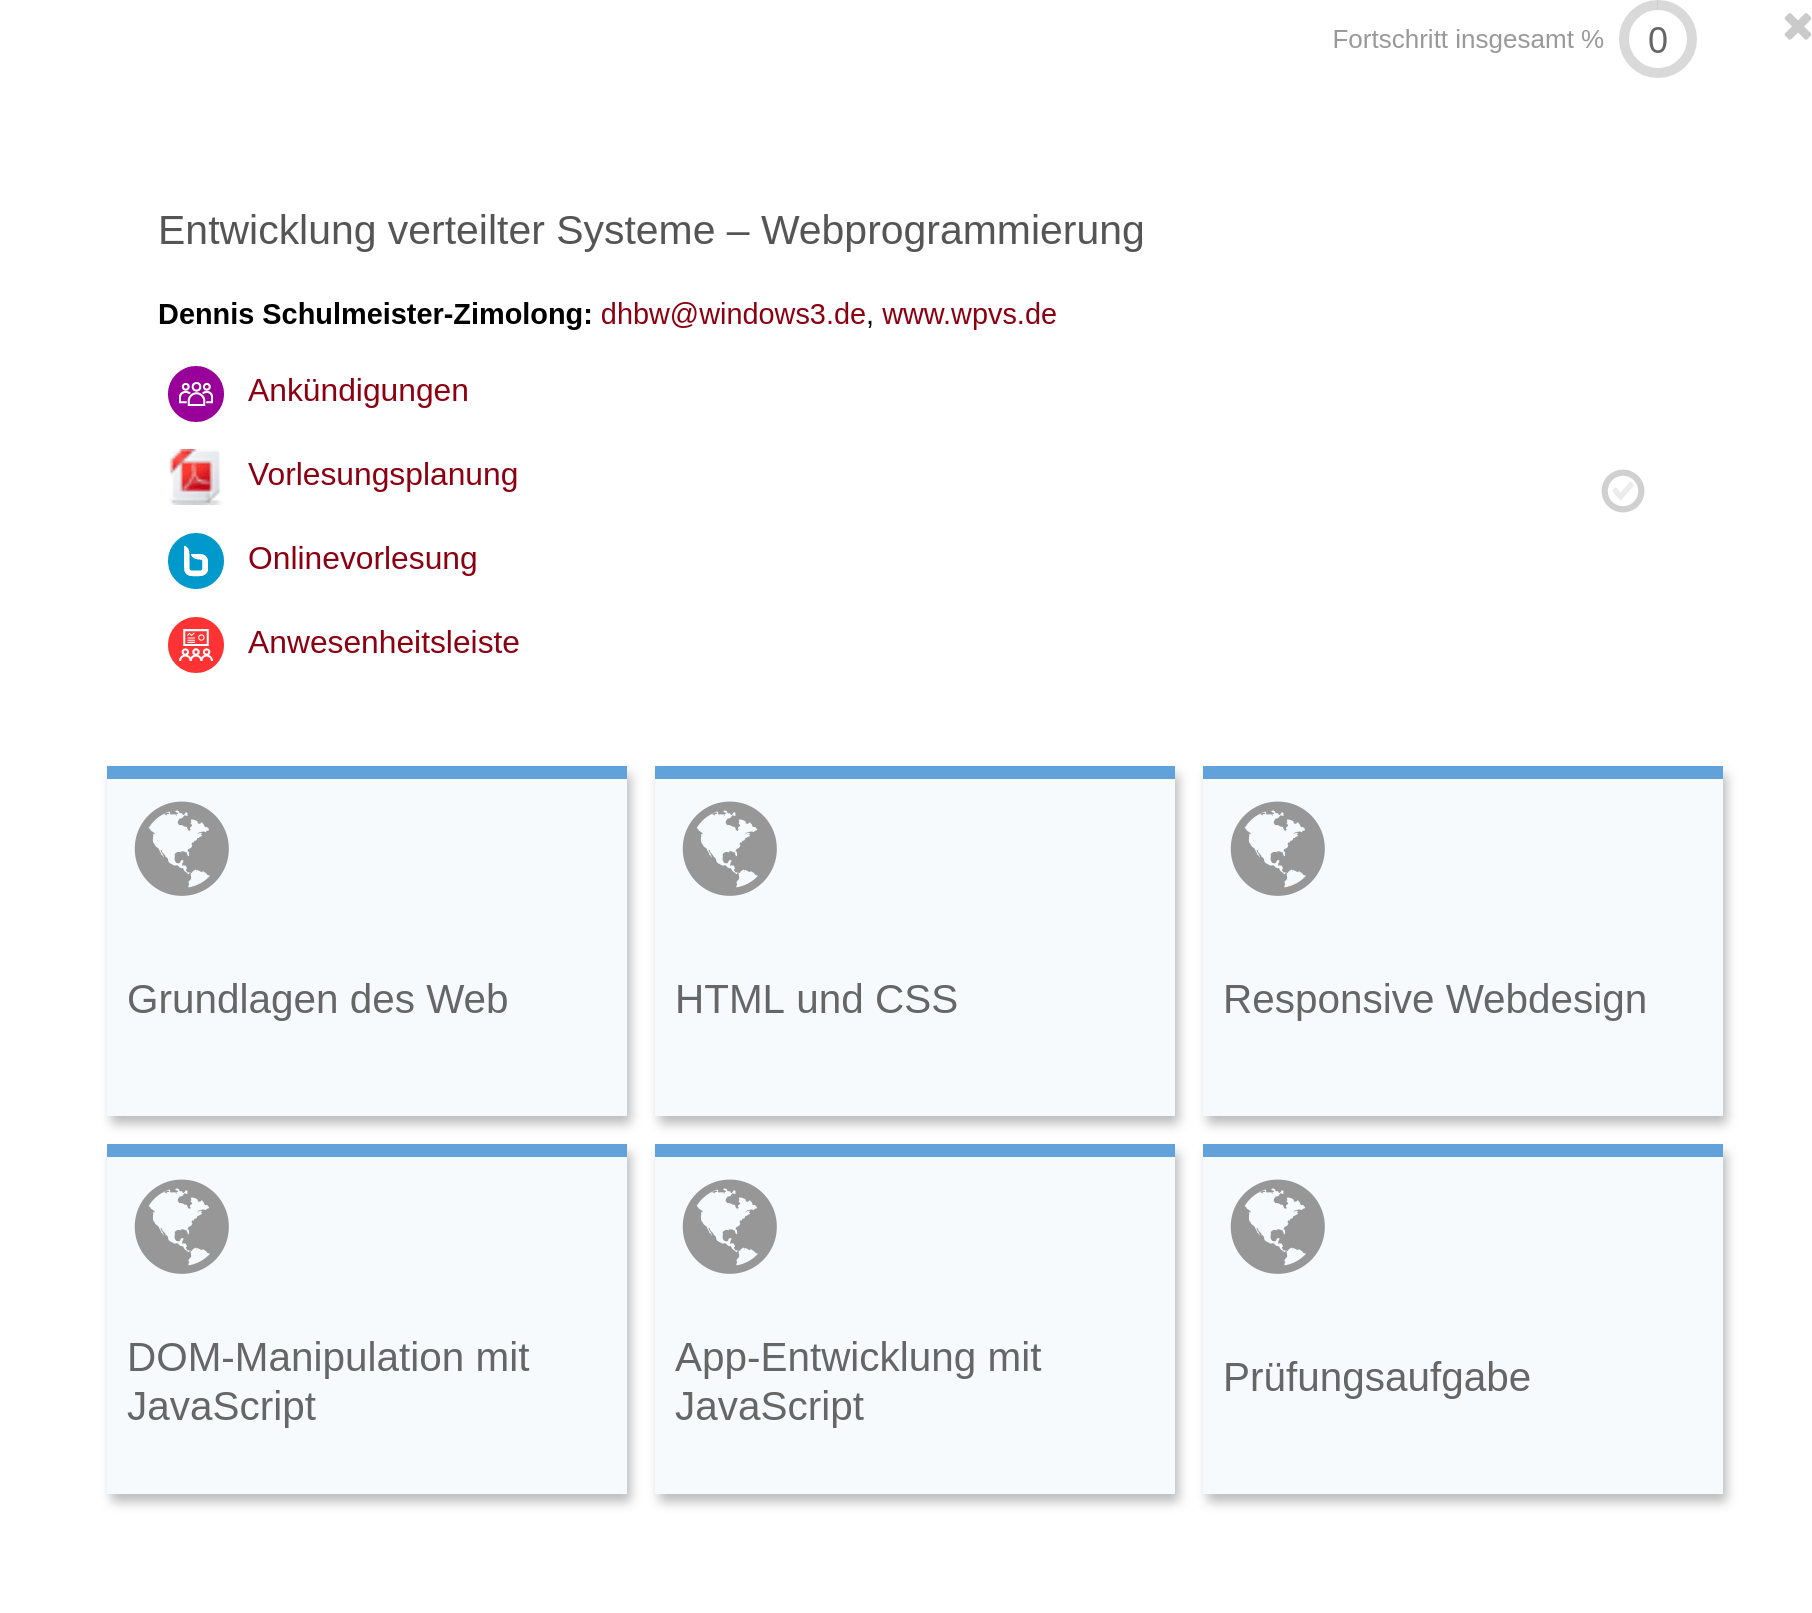 Fortschritt insgesamt % 0
Entwicklung verteilter Systeme – Webprogrammierung
Dennis Schulmeister-Zimolong: dhbw@windows3.de, www.wpvs.de
Ankündigungen
Vorlesungsplanung
Onlinevorlesung
Anwesenheitsleiste
Grundlagen des Web
HTML und CSS
Responsive Webdesign
DOM-Manipulation mit
JavaScript
App-Entwicklung mit
JavaScript
Prüfungsaufgabe